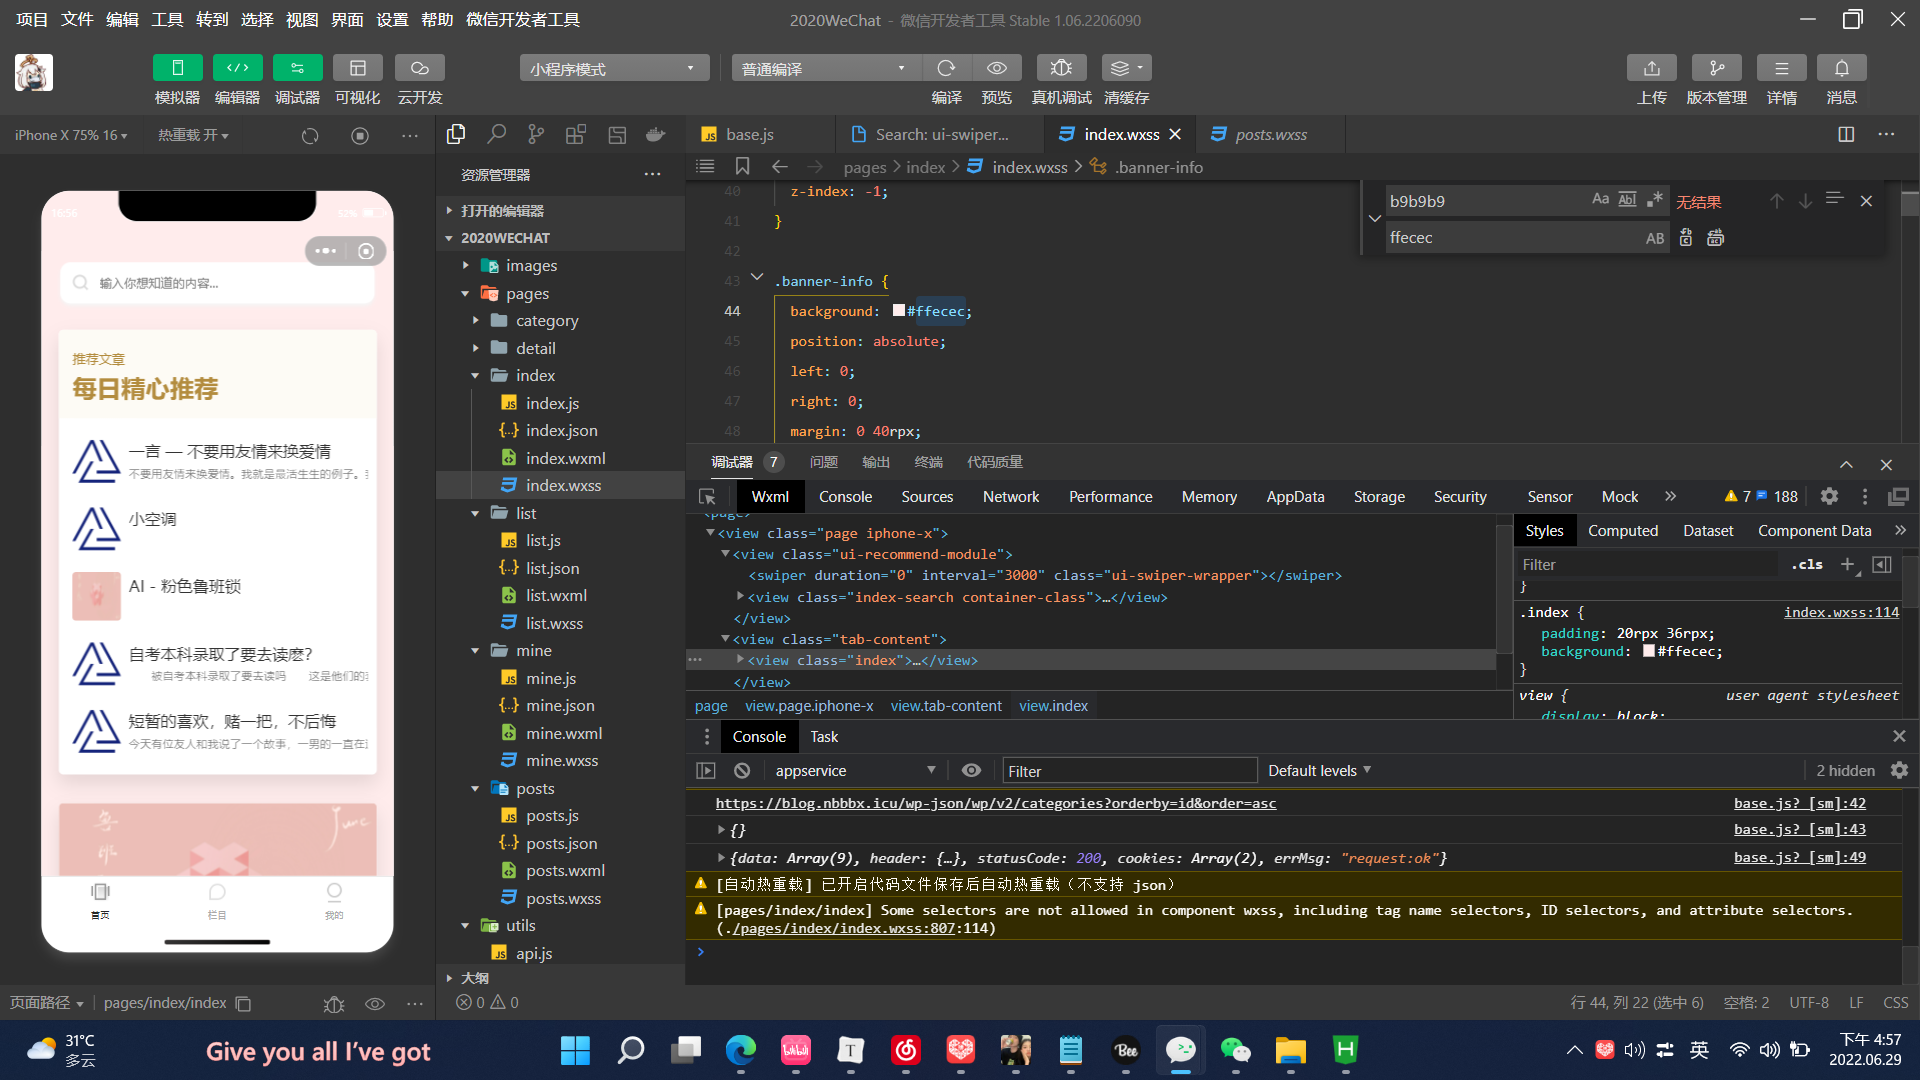 项目 文件 编辑 工具 转到 选择 视图 界面 设置 帮助 微信开发者工具
2020WeChat - 微信开发者工具 Stable 1.06.2206090
模拟器 编辑器 调试器 可视化 云开发
小程序模式
普通编译
编译 预览 真机调试 清缓存
上传 版本管理 详情 消息
iPhone X 75% 16
热重载 开
16:56
52%
输入你想知道的内容...
推荐文章
每日精心推荐
一言 — 不要用友情来换爱情
不要用友情来换爱情。我就是最活生生的例子。
小空调
AI - 粉色鲁班锁
自考本科录取了要去读麽?
被自考本科录取了要去读吗 这是他们的
短暂的喜欢，赌一把，不后悔
今天有位友人和我说了一个故事，一男的一直在
首页 栏目 我的
页面路径
pages/index/index
资源管理器
打开的编辑器
2020WECHAT
images
pages
category
detail
index
index.js
index.json
index.wxml
index.wxss
list
list.js
list.json
list.wxml
list.wxss
mine
mine.js
mine.json
mine.wxml
mine.wxss
posts
posts.js
posts.json
posts.wxml
posts.wxss
utils
api.js
大纲
0 0
base.js
Search: ui-swiper...
index.wxss
posts.wxss
pages > index > index.wxss > .banner-info
40 z-index: -1;
41 }
42
43 .banner-info {
44 background: #ffecec;
45 position: absolute;
46 left: 0;
47 right: 0;
48 margin: 0 40rpx;
b9b9b9
Aa Abl .*
无结果
ffecec
AB
调试器 7 问题 输出 终端 代码质量
Wxml Console Sources Network Performance Memory AppData Storage Security Sensor Mock » 7 188
<page>
<view class="page iphone-x">
<view class="ui-recommend-module">
<swiper duration="0" interval="3000" class="ui-swiper-wrapper"></swiper>
<view class="index-search container-class">…</view>
</view>
<view class="tab-content">
<view class="index">…</view>
</view>
page view.page.iphone-x view.tab-content view.index
Styles Computed Dataset Component Data »
Filter .cls +
}
.index { index.wxss:114
padding: 20rpx 36rpx;
background: #ffecec;
}
view { user agent stylesheet
display: block;
Console Task
appservice
Filter
Default levels
2 hidden
https://blog.nbbbx.icu/wp-json/wp/v2/categories?orderby=id&order=asc base.js? [sm]:42
{} base.js? [sm]:43
{data: Array(9), header: {…}, statusCode: 200, cookies: Array(2), errMsg: "request:ok"} base.js? [sm]:49
[自动热重载] 已开启代码文件保存后自动热重载（不支持 json）
[pages/index/index] Some selectors are not allowed in component wxss, including tag name selectors, ID selectors, and attribute selectors.
(./pages/index/index.wxss:807:114)
行 44, 列 22 (选中 6) 空格: 2 UTF-8 LF CSS
31°C
多云
Give you all I've got
bilibili
T
Bee
H
英
下午 4:57
2022.06.29